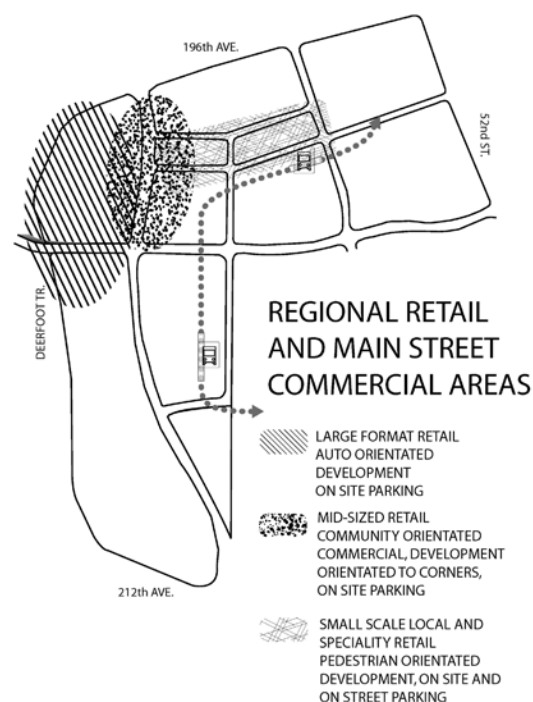 196th AVE.
52nd ST.
DEERFOOT TR.
REGIONAL RETAIL
AND MAIN STREET
COMMERCIAL AREAS
LARGE FORMAT RETAIL
AUTO ORIENTATED
DEVELOPMENT
ON SITE PARKING
MID-SIZED RETAIL
COMMUNITY ORIENTATED
COMMERCIAL, DEVELOPMENT
ORIENTATED TO CORNERS,
ON SITE PARKING
212th AVE.
SMALL SCALE LOCAL AND
SPECIALITY RETAIL
PEDESTRIAN ORIENTATED
DEVELOPMENT, ON SITE AND
ON STREET PARKING